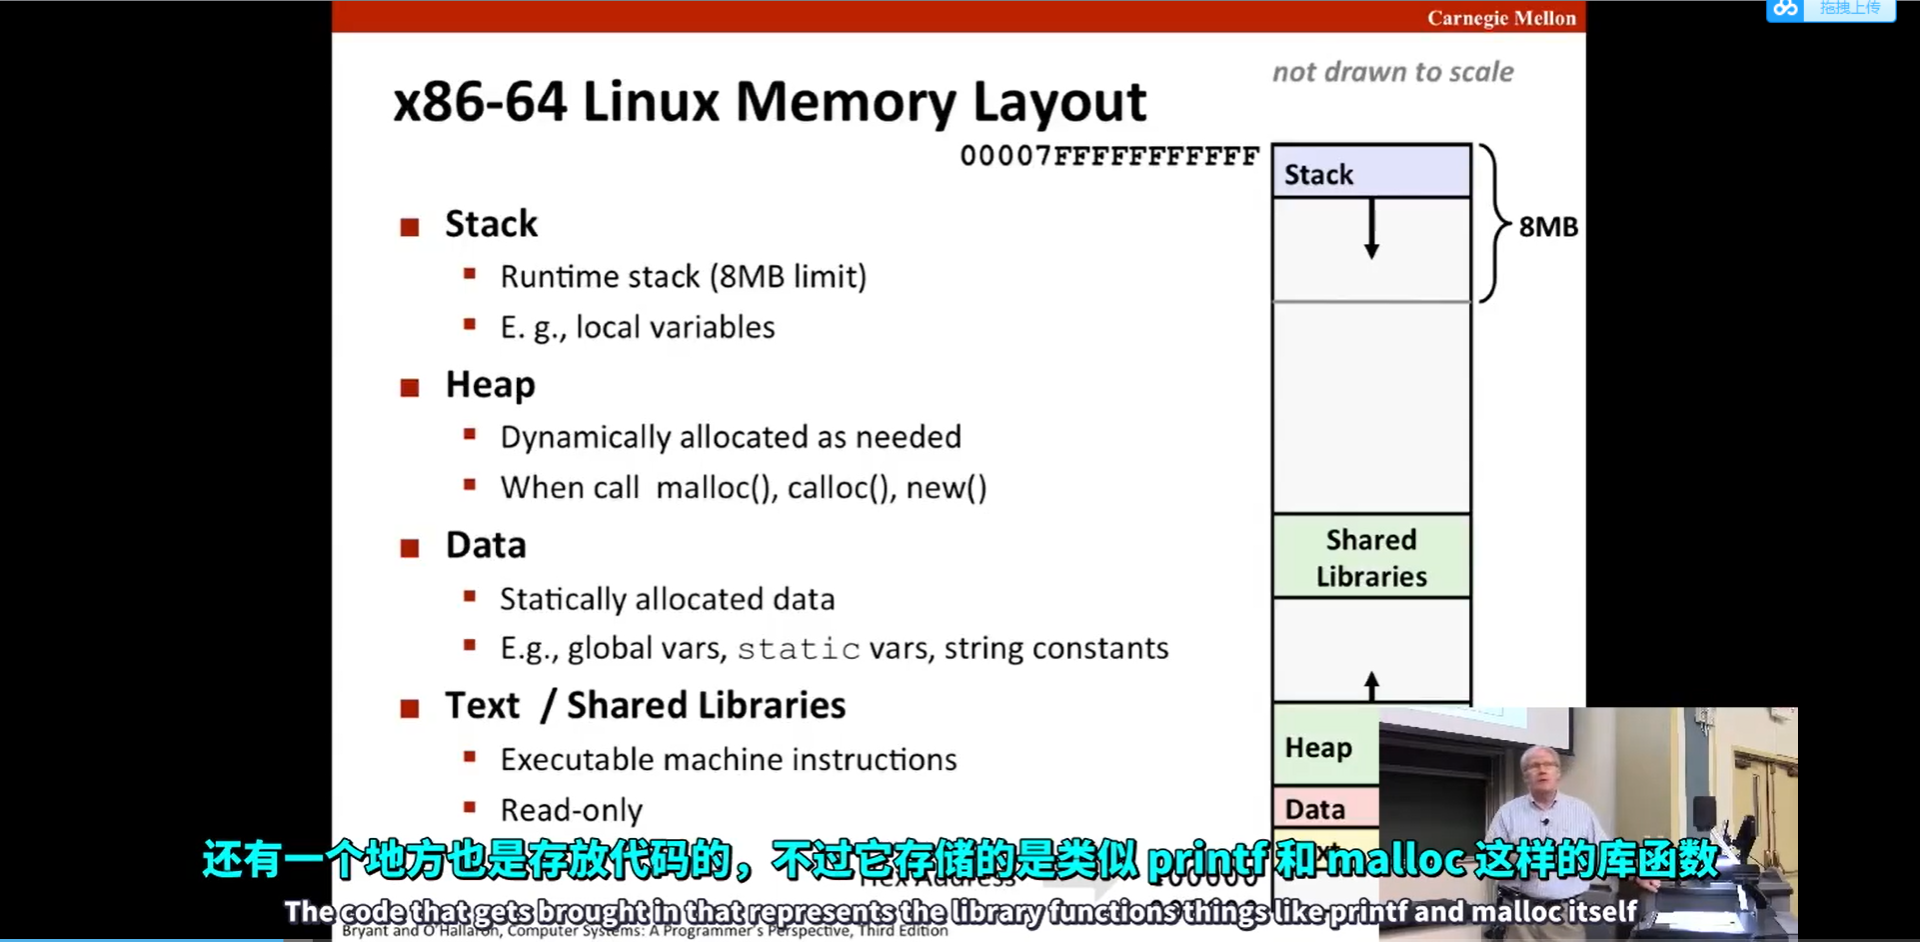 Carnegie Mellon
拖拽上传
not drawn to scale
x86-64 Linux Memory Layout
00007FFFFFFFFFFF
Stack
8MB
Stack
Runtime stack (8MB limit)
E. g., local variables
Heap
Dynamically allocated as needed
When call malloc(), calloc(), new()
Data
Statically allocated data
E.g., global vars, static vars, string constants
Text / Shared Libraries
Executable machine instructions
Read-only
Shared
Libraries
Heap
Data
还有一个地方也是存放代码的，不过它存储的是类似 printf 和 malloc 这样的库函数
Hex Address
The code that gets brought in that represents the library functions things like printf and malloc itself
Bryant and O'Hallaron, Computer Systems: A Programmer's Perspective, Third Edition